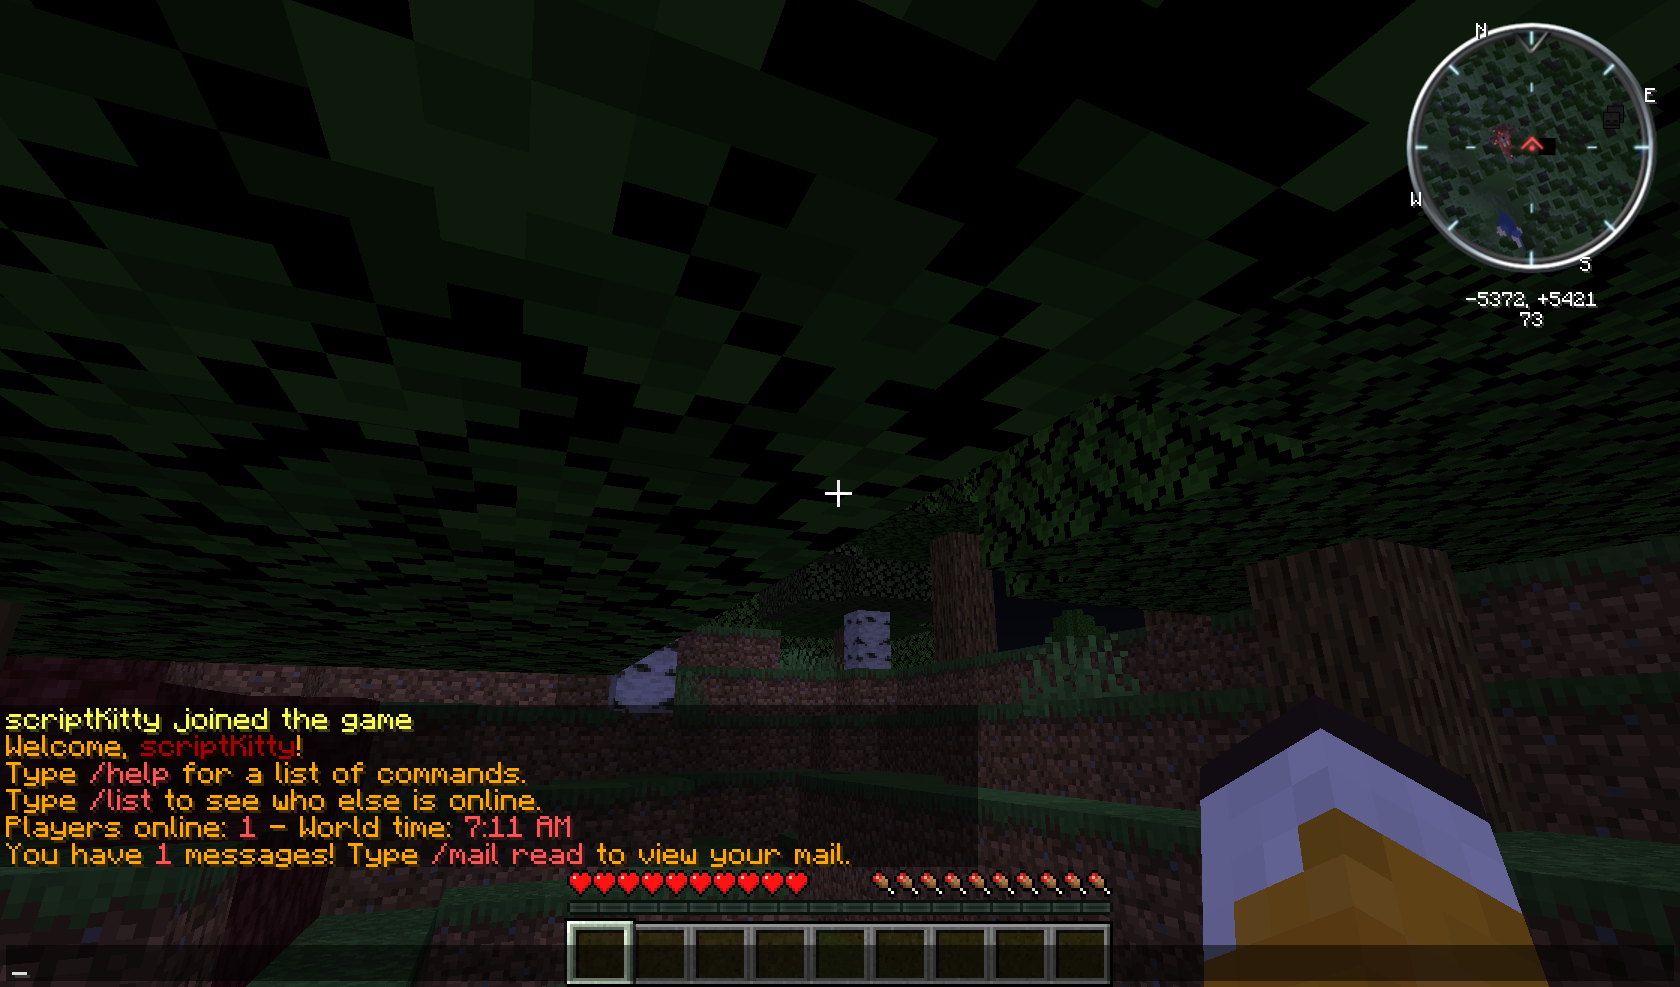 N
E
W
S
-5372, +5421
73
scriptKitty joined the game
Welcome, scriptKitty!
Type /help for a list of commands.
Type /list to see who else is online.
Players online: 1 - World time: 7:11 AM
You have 1 messages! Type /mail read to view your mail.
_